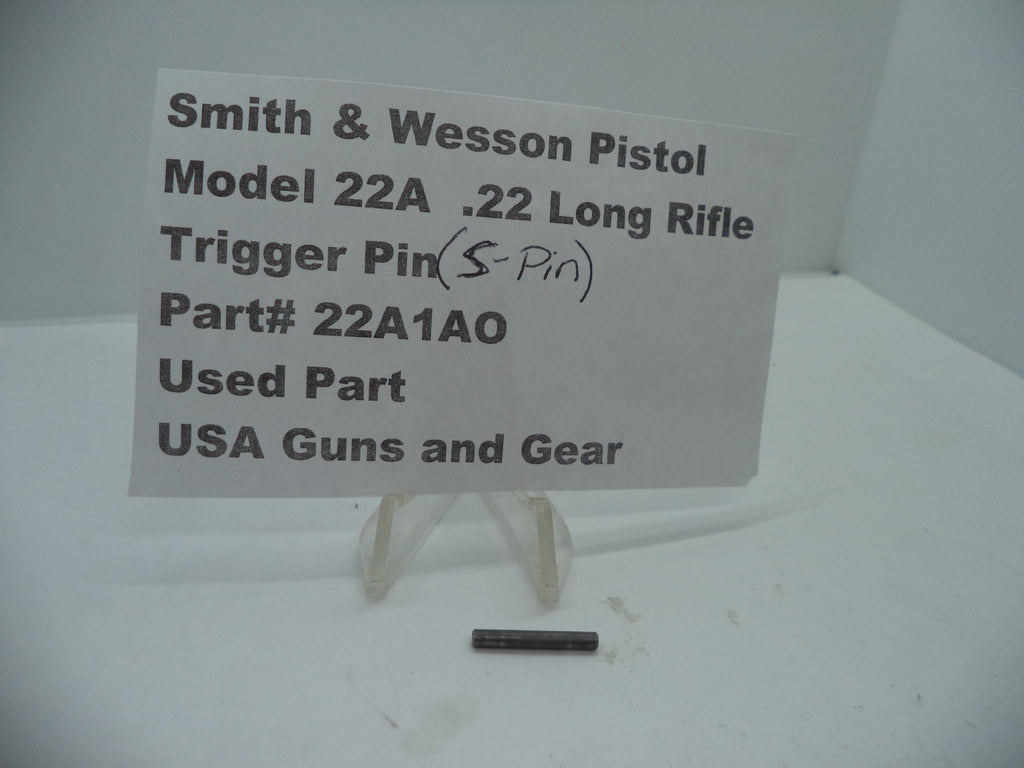 Smith & Wesson Pistol
Model 22A .22 Long Rifle
Trigger Pin (S-Pin)
Part# 22A1AO
Used Part
USA Guns and Gear